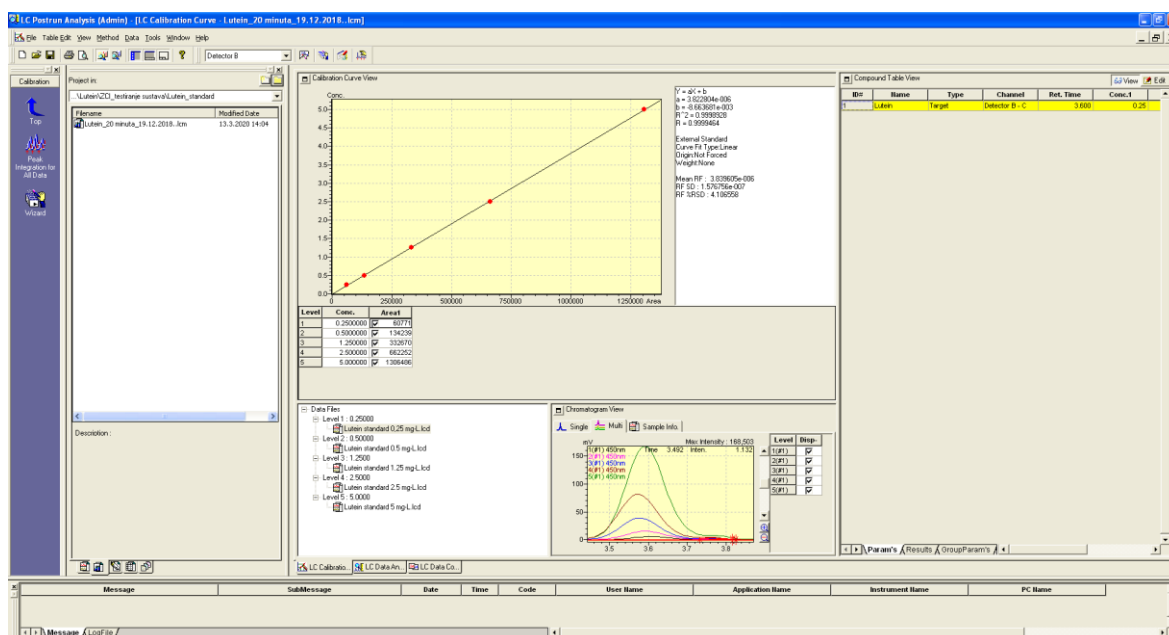 LC Postrun Analysis (Admin) - [LC Calibration Curve - Lutein_20 minuta_19.12.2018..lcm]
File Table Edit View Method Data Tools Window Help
Detector B
Calibration
Top
Peak
Integration for
All Data
Wizard
Project in:
...\Lutein\ZCI_testiranje sustava\Lutein_standard
Filename Modified Date
Lutein_20 minuta_19.12.2018..lcm 13.3.2020 14:04
Description :
Calibration Curve View
Conc.
5.0
4.5
4.0
3.5
3.0
2.5
2.0
1.5
1.0
0.5
0.0
0 250000 500000 750000 1000000 1250000 Area
Y = aX + b
a = 3.822804e-006
b = -8.663681e-003
R^2 = 0.9998928
R = 0.9999464
External Standard
Curve Fit Type:Linear
Origin:Not Forced
Weight:None
Mean RF : 3.839605e-006
RF SD : 1.576756e-007
RF %RSD : 4.106558
Level Conc. Area1
1 0.2500000 60771
2 0.5000000 134239
3 1.250000 332670
4 2.500000 662252
5 5.000000 1306486
Data Files
Level 1 : 0.25000
Lutein standard 0,25 mg-L.lcd
Level 2 : 0.50000
Lutein standard 0.5 mg-L.lcd
Level 3 : 1.2500
Lutein standard 1.25 mg-L.lcd
Level 4 : 2.5000
Lutein standard 2.5 mg-L.lcd
Level 5 : 5.0000
Lutein standard 5 mg-L.lcd
Chromatogram View
Single Multi Sample Info.
mV Max Intensity : 168,503
Time 3.492 Inten. 1.132
1(#1) 450nm
2(#1) 450nm
3(#1) 450nm
4(#1) 450nm
5(#1) 450nm
150
100
50
0
3.5 3.6 3.7 3.8
Level Disp-
1(#1)
2(#1)
3(#1)
4(#1)
5(#1)
Compound Table View
View Edit
ID# Name Type Channel Ret. Time Conc.1
1 Lutein Target Detector B - C 3.600 0.25
Param's Results GroupParam's
LC Calibratio... LC Data An... LC Data Co...
Message SubMessage Date Time Code User Name Application Name Instrument Name PC Name
Message LogFile